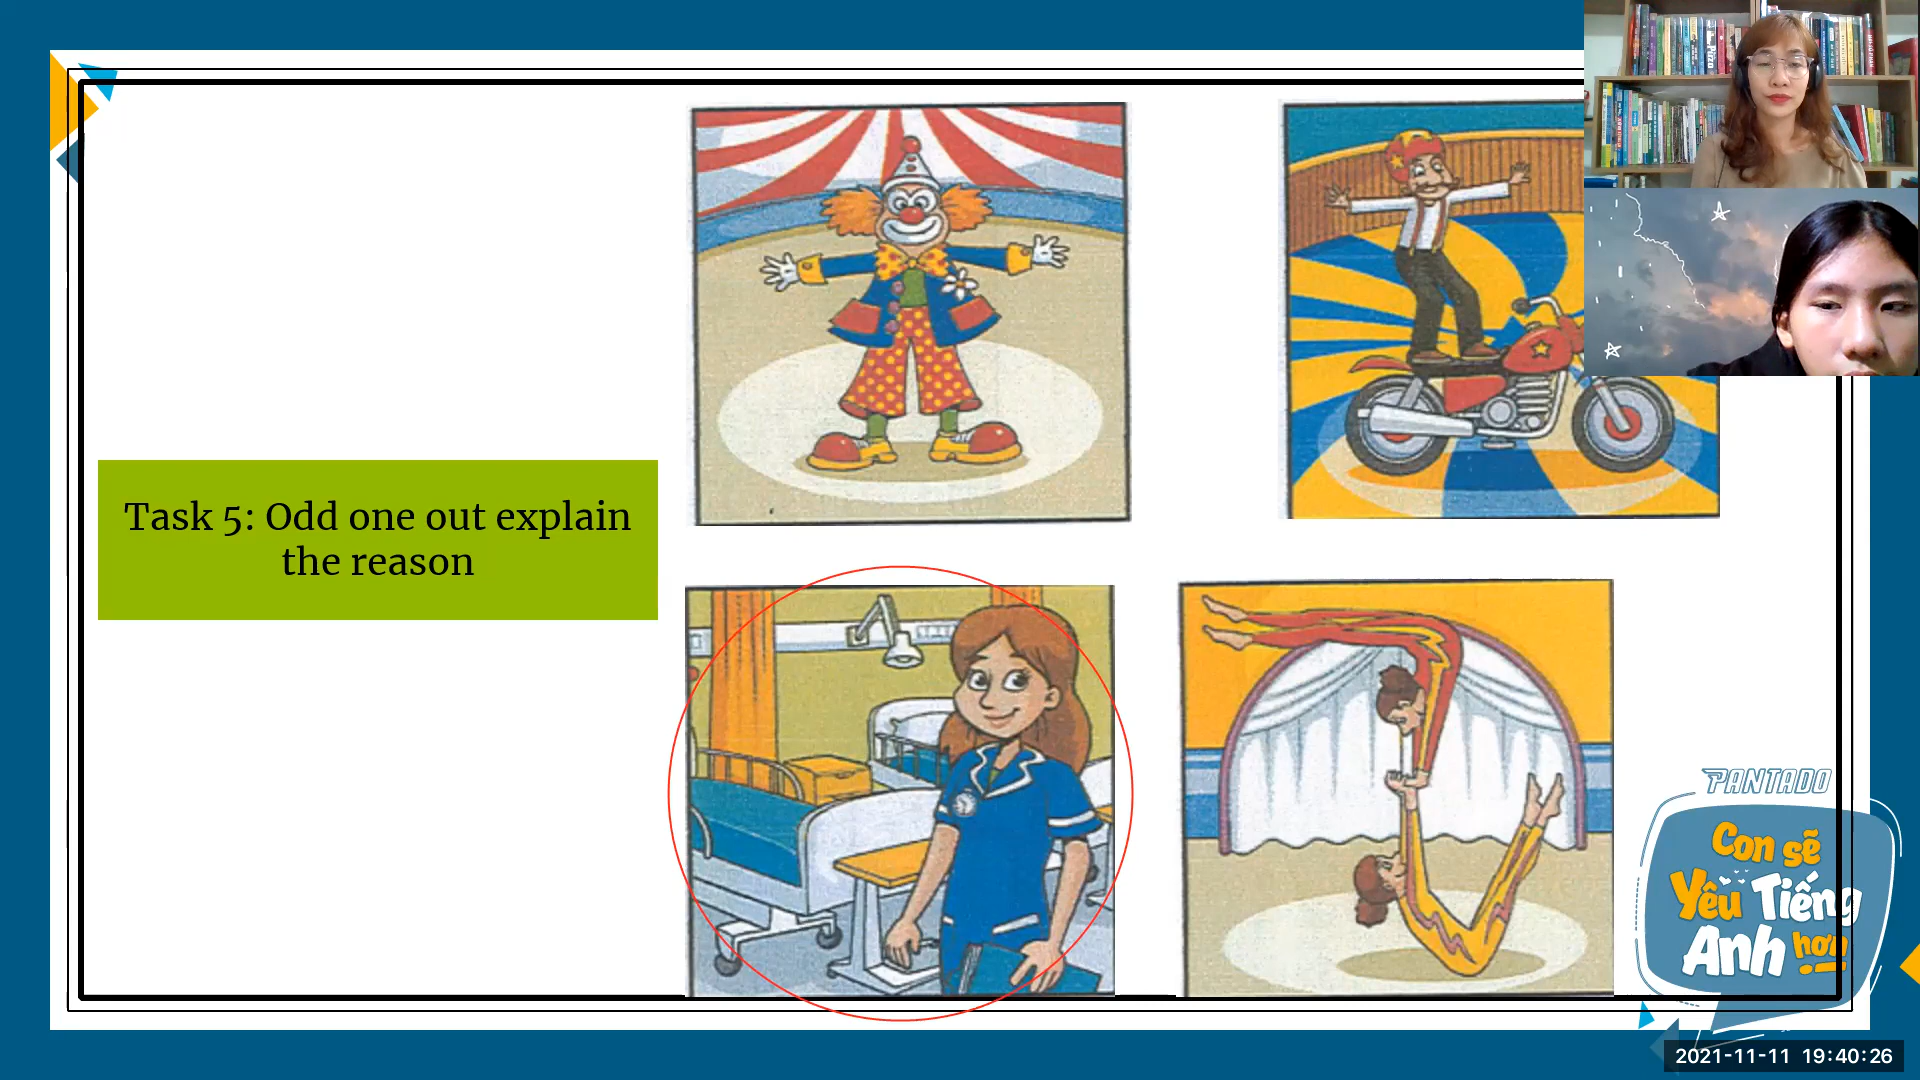 Task 5: Odd one out explain
the reason
PANTADO
Con sẽ
Yêu Tiếng
Anh hơn
2021-11-11 19:40:26